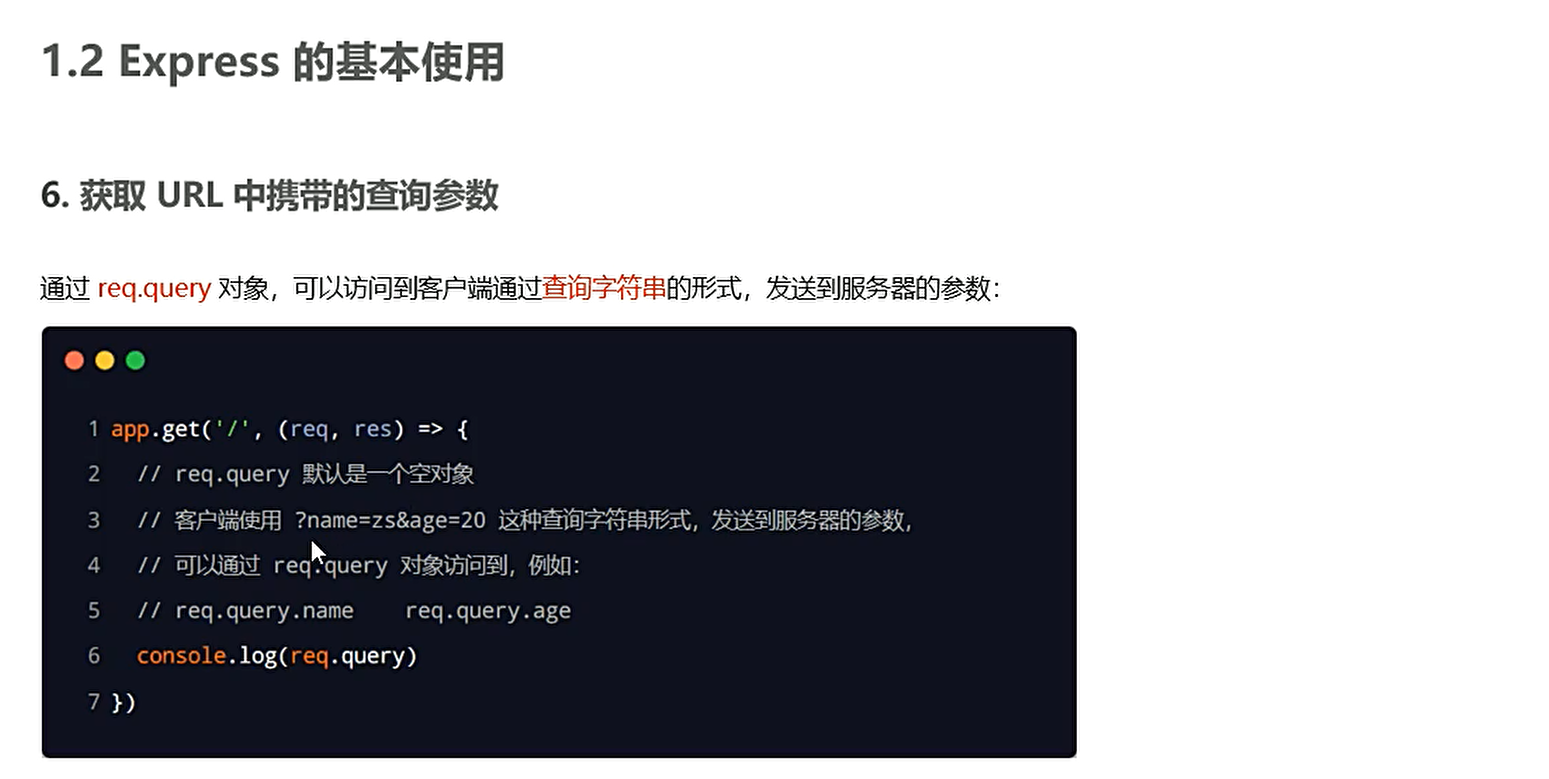 1.2 Express 的基本使用
6. 获取 URL 中携带的查询参数
通过 req.query 对象，可以访问到客户端通过查询字符串的形式，发送到服务器的参数：
1 app.get('/', (req, res) => {
2   // req.query 默认是一个空对象
3   // 客户端使用 ?name=zs&age=20 这种查询字符串形式，发送到服务器的参数，
4   // 可以通过 req.query 对象访问到，例如：
5   // req.query.name    req.query.age
6   console.log(req.query)
7 })